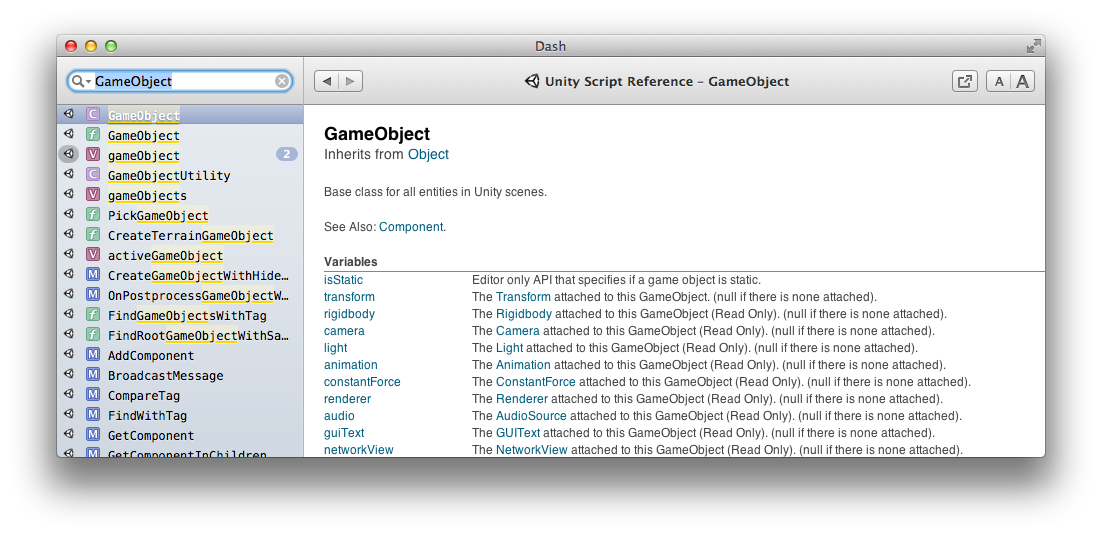 Dash
GameObject
Unity Script Reference – GameObject
A A
C GameObject
f GameObject
V gameObject 2
C GameObjectUtility
V gameObjects
f PickGameObject
f CreateTerrainGameObject
V activeGameObject
M CreateGameObjectWithHide…
M OnPostprocessGameObjectW…
f FindGameObjectsWithTag
f FindRootGameObjectWithSa…
M AddComponent
M BroadcastMessage
M CompareTag
M FindWithTag
M GetComponent
M GetComponentInChildren
GameObject
Inherits from Object
Base class for all entities in Unity scenes.
See Also: Component.
Variables
isStatic Editor only API that specifies if a game object is static.
transform The Transform attached to this GameObject. (null if there is none attached).
rigidbody The Rigidbody attached to this GameObject (Read Only). (null if there is none attached).
camera The Camera attached to this GameObject (Read Only). (null if there is none attached).
light The Light attached to this GameObject (Read Only). (null if there is none attached).
animation The Animation attached to this GameObject (Read Only). (null if there is none attached).
constantForce The ConstantForce attached to this GameObject (Read Only). (null if there is none attached).
renderer The Renderer attached to this GameObject (Read Only). (null if there is none attached).
audio The AudioSource attached to this GameObject (Read Only). (null if there is none attached).
guiText The GUIText attached to this GameObject (Read Only). (null if there is none attached).
networkView The NetworkView attached to this GameObject (Read Only). (null if there is none attached).